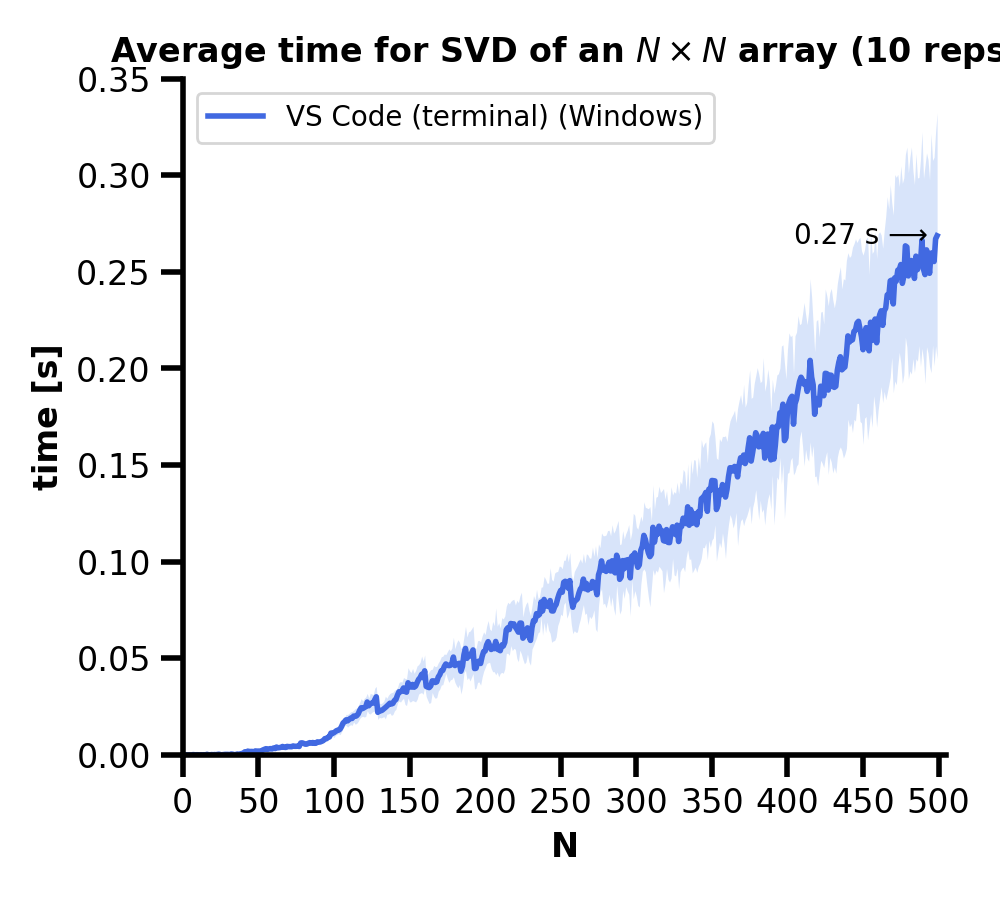 Average time for SVD of an N × N array (10 reps
0.35
VS Code (terminal) (Windows)
0.30
0.27 s ⟶
0.25
0.20
time [s]
0.15
0.10
0.05
0.00
0 50 100 150 200 250 300 350 400 450 500
N